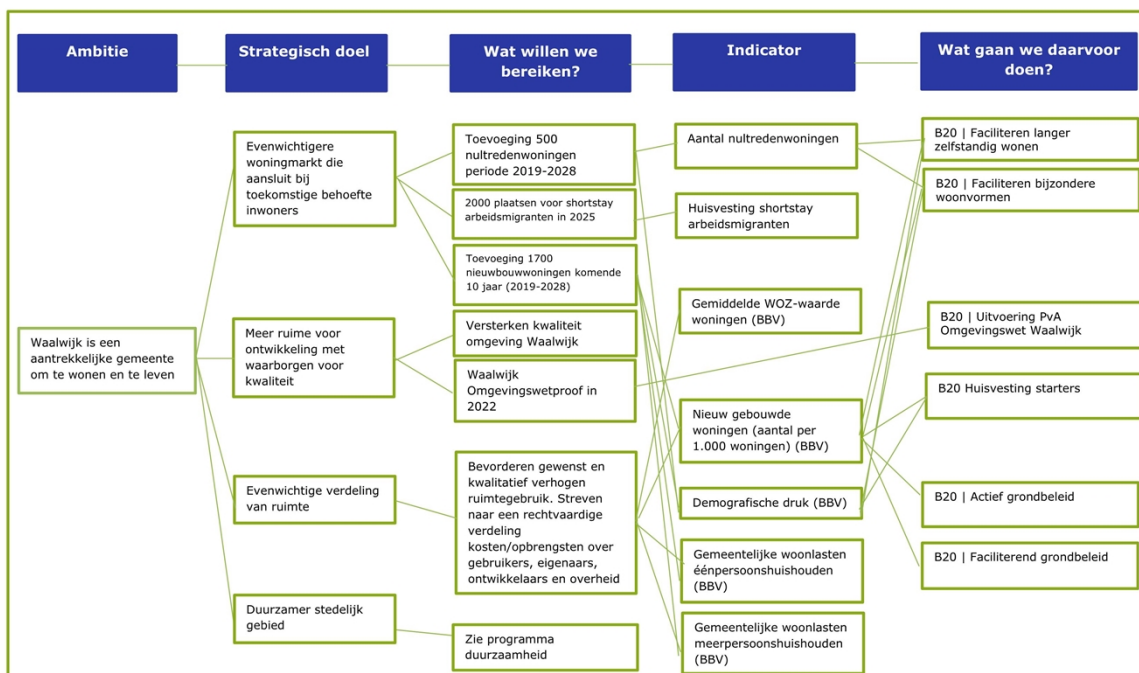 Ambitie
Strategisch doel
Wat willen we
bereiken?
Indicator
Wat gaan we daarvoor
doen?
Waalwijk is een
aantrekkelijke gemeente
om te wonen en te leven
Evenwichtigere
woningmarkt die
aansluit bij
toekomstige behoefte
inwoners
Meer ruime voor
ontwikkeling met
waarborgen voor
kwaliteit
Evenwichtige verdeling
van ruimte
Duurzamer stedelijk
gebied
Toevoeging 500
nultredenwoningen
periode 2019-2028
2000 plaatsen voor shortstay
arbeidsmigranten in 2025
Toevoeging 1700
nieuwbouwwoningen komende
10 jaar (2019-2028)
Versterken kwaliteit
omgeving Waalwijk
Waalwijk
Omgevingswetproof in
2022
Bevorderen gewenst en
kwalitatief verhogen
ruimtegebruik. Streven
naar een rechtvaardige
verdeling
kosten/opbrengsten over
gebruikers, eigenaars,
ontwikkelaars en overheid
Zie programma
duurzaamheid
Aantal nultredenwoningen
Huisvesting shortstay
arbeidsmigranten
Gemiddelde WOZ-waarde
woningen (BBV)
Nieuw gebouwde
woningen (aantal per
1.000 woningen) (BBV)
Demografische druk (BBV)
Gemeentelijke woonlasten
éénpersoonshuishouden
(BBV)
Gemeentelijke woonlasten
meerpersoonshuishouden
(BBV)
B20 | Faciliteren langer
zelfstandig wonen
B20 | Faciliteren bijzondere
woonvormen
B20 | Uitvoering PvA
Omgevingswet Waalwijk
B20 Huisvesting starters
B20 | Actief grondbeleid
B20 | Faciliterend grondbeleid